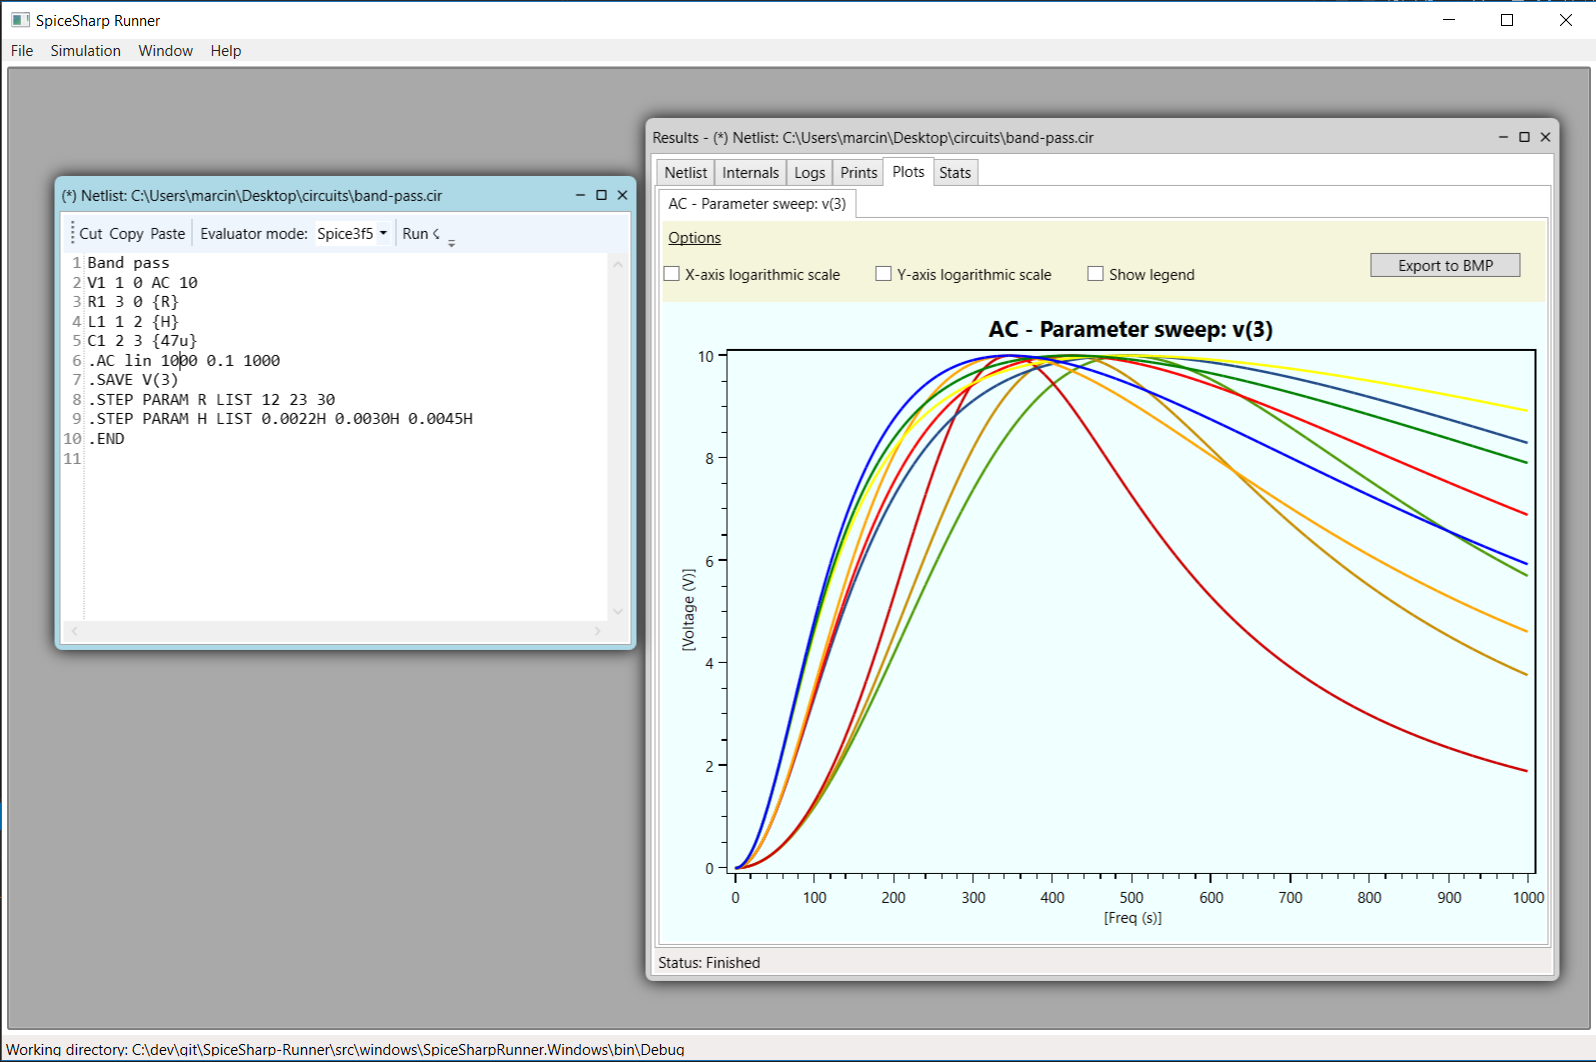 SpiceSharp Runner
File Simulation Window Help
(*) Netlist: C:\Users\marcin\Desktop\circuits\band-pass.cir
Cut Copy Paste Evaluator mode: Spice3f5 Run
1 Band pass
2 V1 1 0 AC 10
3 R1 3 0 {R}
4 L1 1 2 {H}
5 C1 2 3 {47u}
6 .AC lin 1000 0.1 1000
7 .SAVE V(3)
8 .STEP PARAM R LIST 12 23 30
9 .STEP PARAM H LIST 0.0022H 0.0030H 0.0045H
10 .END
11
Results - (*) Netlist: C:\Users\marcin\Desktop\circuits\band-pass.cir
Netlist Internals Logs Prints Plots Stats
AC - Parameter sweep: v(3)
Options
X-axis logarithmic scale Y-axis logarithmic scale Show legend Export to BMP
AC - Parameter sweep: v(3)
[Voltage (V)]
10
8
6
4
2
0
0 100 200 300 400 500 600 700 800 900 1000
[Freq (s)]
Status: Finished
Working directory: C:\dev\git\SpiceSharp-Runner\src\windows\SpiceSharpRunner.Windows\bin\Debug